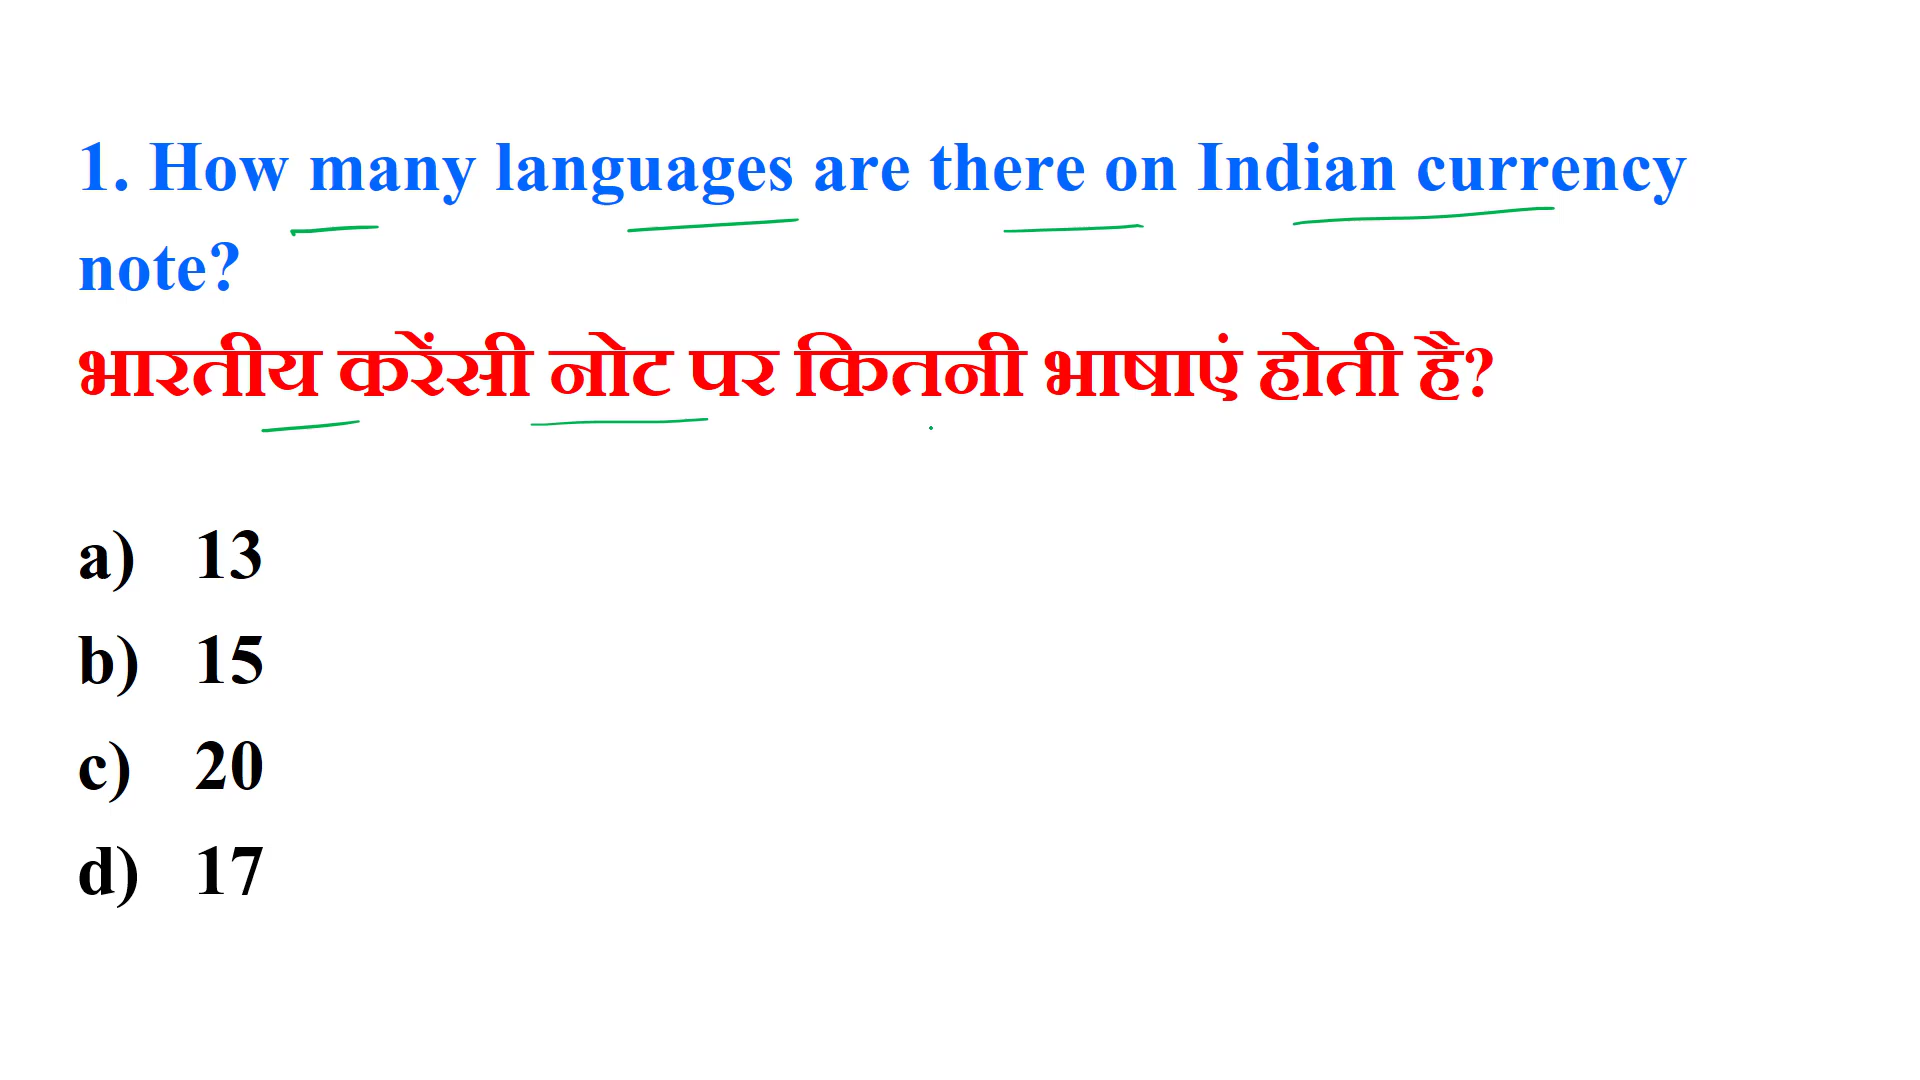 1. How many languages are there on Indian currency
note?
भारतीय करेंसी नोट पर कितनी भाषाएं होती है?
a) 13
b) 15
c) 20
d) 17